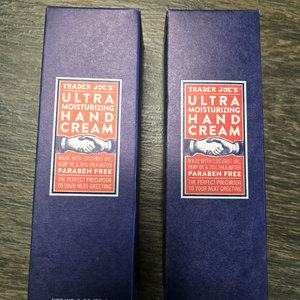 TRADER JOE'S
ULTRA
MOISTURIZING
HAND
CREAM
MADE WITH COCONUT OIL,
HEMP OIL & 10% SHEA BUTTER
PARABEN FREE
THE PERFECT PRECURSOR
TO YOUR NEXT GREETING
TRADER JOE'S
ULTRA
MOISTURIZING
HAND
CREAM
MADE WITH COCONUT OIL,
HEMP OIL & 10% SHEA BUTTER
PARABEN FREE
THE PERFECT PRECURSOR
TO YOUR NEXT GREETING